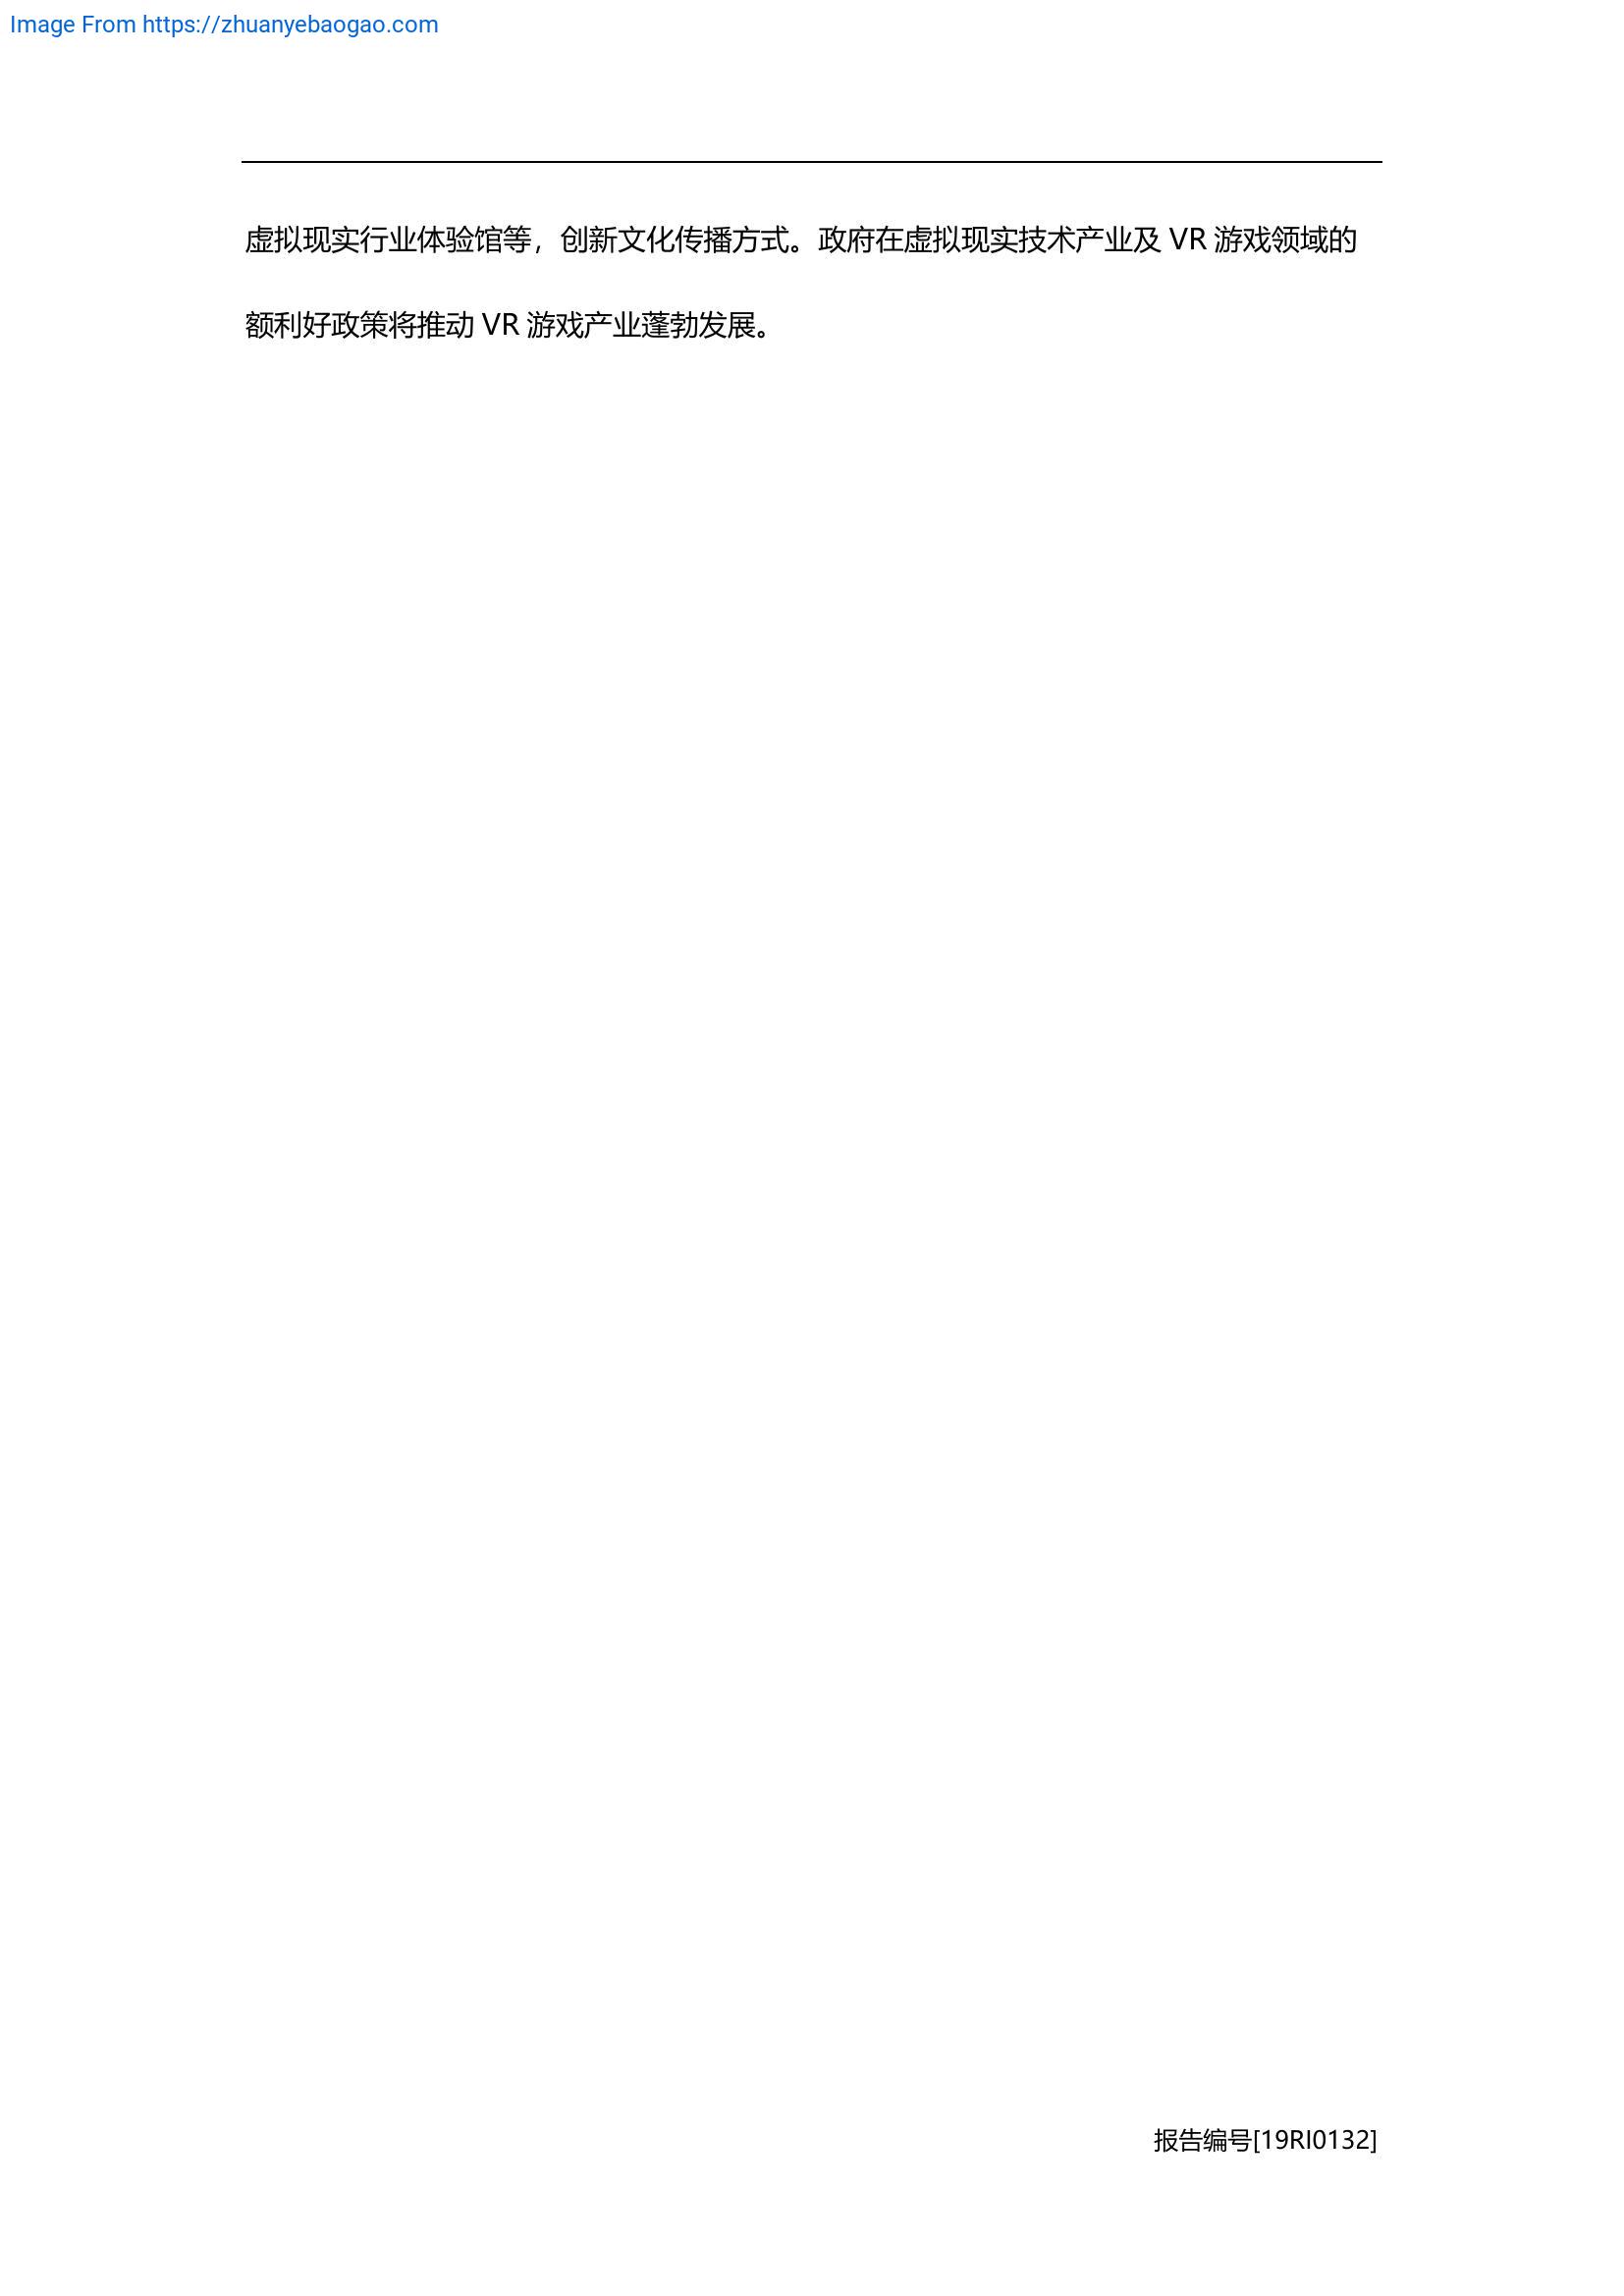 Image From https://zhuanyebaogao.com
虚拟现实行业体验馆等，创新文化传播方式。政府在虚拟现实技术产业及 VR 游戏领域的
额利好政策将推动 VR 游戏产业蓬勃发展。
报告编号[19RI0132]